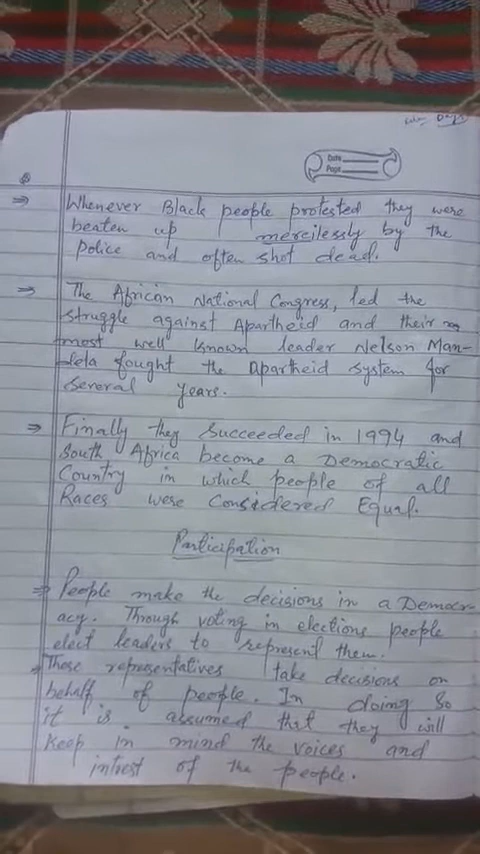 Date
Page
⇒ Whenever Black people protested they were
beaten up mercilessly by the
police and often shot dead.
⇒ The African National Congress, led the
struggle against Apartheid and their
most well known leader Nelson Man-
dela fought the Apartheid system for
several years.
⇒ Finally they Succeeded in 1994 and
South Africa become a Democratic
Country in which people of all
Races were Considered Equal.
Participation
⇒ People make the decisions in a Democr-
acy. Through voting in elections people
elect leaders to represent them.
⇒ These representatives take decisions on
behalf of people. In doing So
it is assumed that they will
Keep in mind the voices and
intrest of the people.